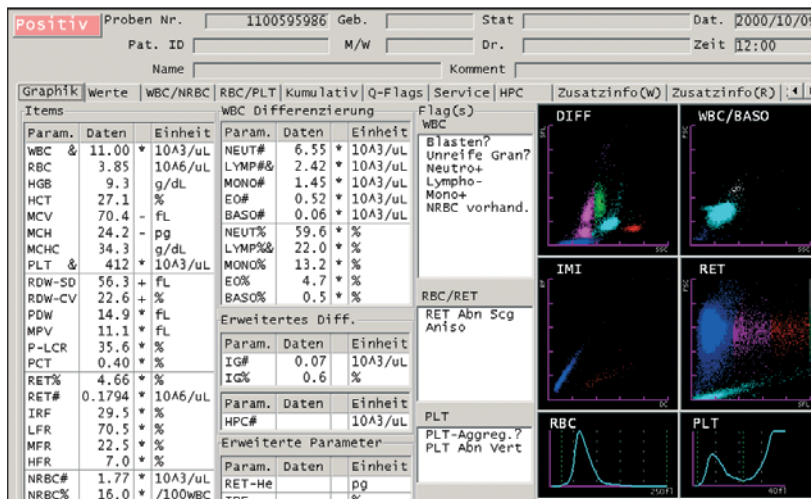 Positiv Proben Nr. 1100595986 Geb. Stat Dat. 2000/10/09
Pat. ID M/W Dr. Zeit 12:00
Name Komment
Graphik Werte WBC/NRBC RBC/PLT Kumulativ Q-Flags Service HPC Zusatzinfo(W) Zusatzinfo(R)
Items
Param. Daten Einheit
WBC & 11.00 * 10^3/uL
RBC 3.85 10^6/uL
HGB 9.3 g/dL
HCT 27.1 %
MCV 70.4 - fL
MCH 24.2 - pg
MCHC 34.3 g/dL
PLT & 412 * 10^3/uL
RDW-SD 56.3 + fL
RDW-CV 22.6 + %
PDW 14.9 * fL
MPV 11.1 * fL
P-LCR 35.6 * %
PCT 0.40 * %
RET% 4.66 * %
RET# 0.1794 * 10^6/uL
IRF 29.5 * %
LFR 70.5 * %
MFR 22.5 * %
HFR 7.0 * %
NRBC# 1.77 * 10^3/uL
NRBC% 16.0 * /100WBC
WBC Differenzierung
Param. Daten Einheit
NEUT# 6.55 * 10^3/uL
LYMP#& 2.42 * 10^3/uL
MONO# 1.45 * 10^3/uL
EO# 0.52 * 10^3/uL
BASO# 0.06 * 10^3/uL
NEUT% 59.6 * %
LYMP%& 22.0 * %
MONO% 13.2 * %
EO% 4.7 * %
BASO% 0.5 * %
Erweitertes Diff.
Param. Daten Einheit
IG# 0.07 10^3/uL
IG% 0.6 %
Param. Daten Einheit
HPC# 10^3/uL
Erweiterte Parameter
Param. Daten Einheit
RET-He pg
Flag(s)
WBC
Blasten?
Unreife Gran?
Neutro+
Lympho-
Mono+
NRBC vorhand.
RBC/RET
RET Abn Scg
Aniso
PLT
PLT-Aggreg.?
PLT Abn Vert
DIFF
SFL
SSC
WBC/BASO
FSC
SSC
IMI
RF
DC
RET
FSC
SFL
RBC
250fl
PLT
40fl